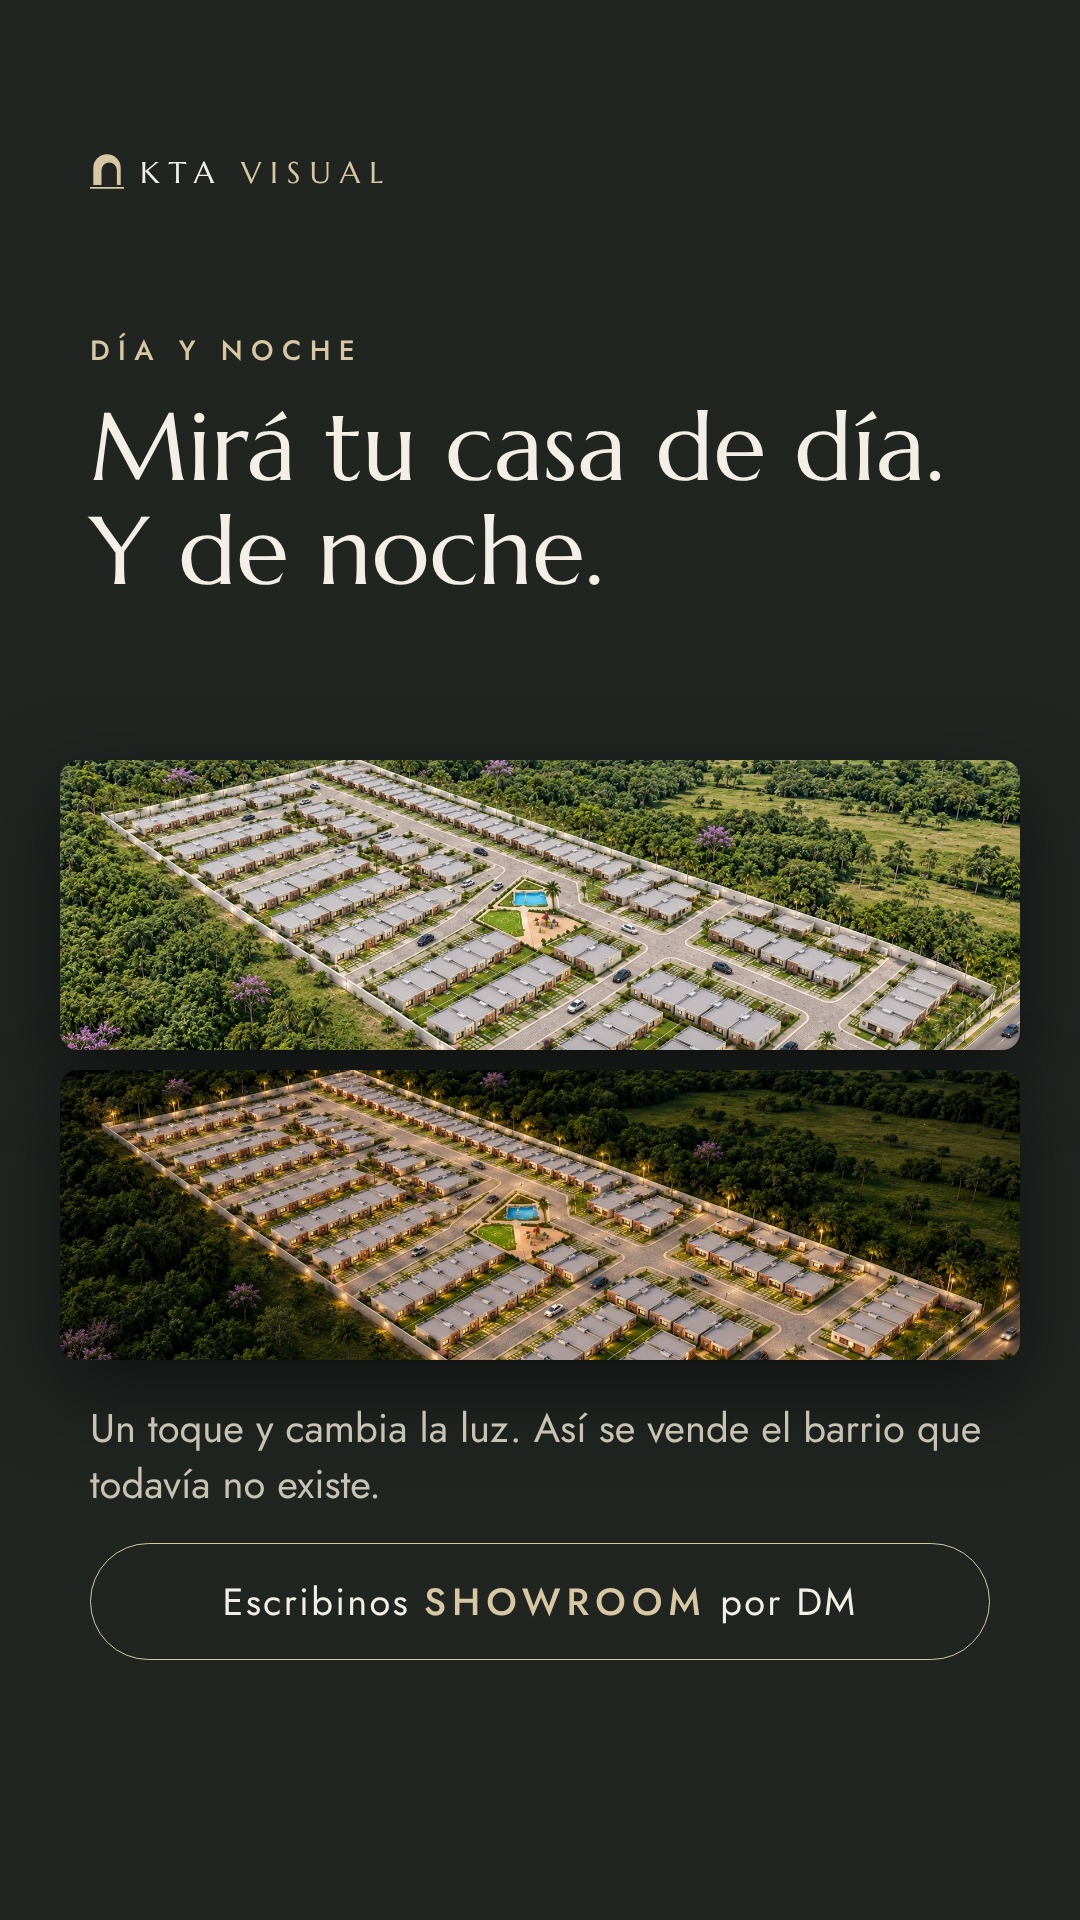 KTA VISUAL
DÍA Y NOCHE
Mirá tu casa de día.
Y de noche.
Un toque y cambia la luz. Así se vende el barrio que
todavía no existe.
Escribinos SHOWROOM por DM